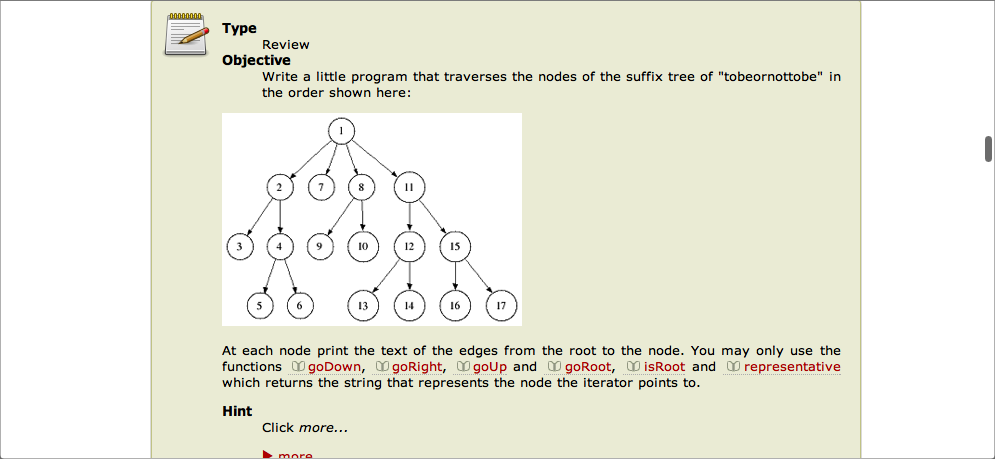 Type
Review
Objective
Write a little program that traverses the nodes of the suffix tree of "tobeornottobe" in
the order shown here:
1
2 7 8 11
3 4 9 10 12 15
5 6 13 14 16 17
At each node print the text of the edges from the root to the node. You may only use the
functions goDown, goRight, goUp and goRoot, isRoot and representative
which returns the string that represents the node the iterator points to.
Hint
Click more...
more